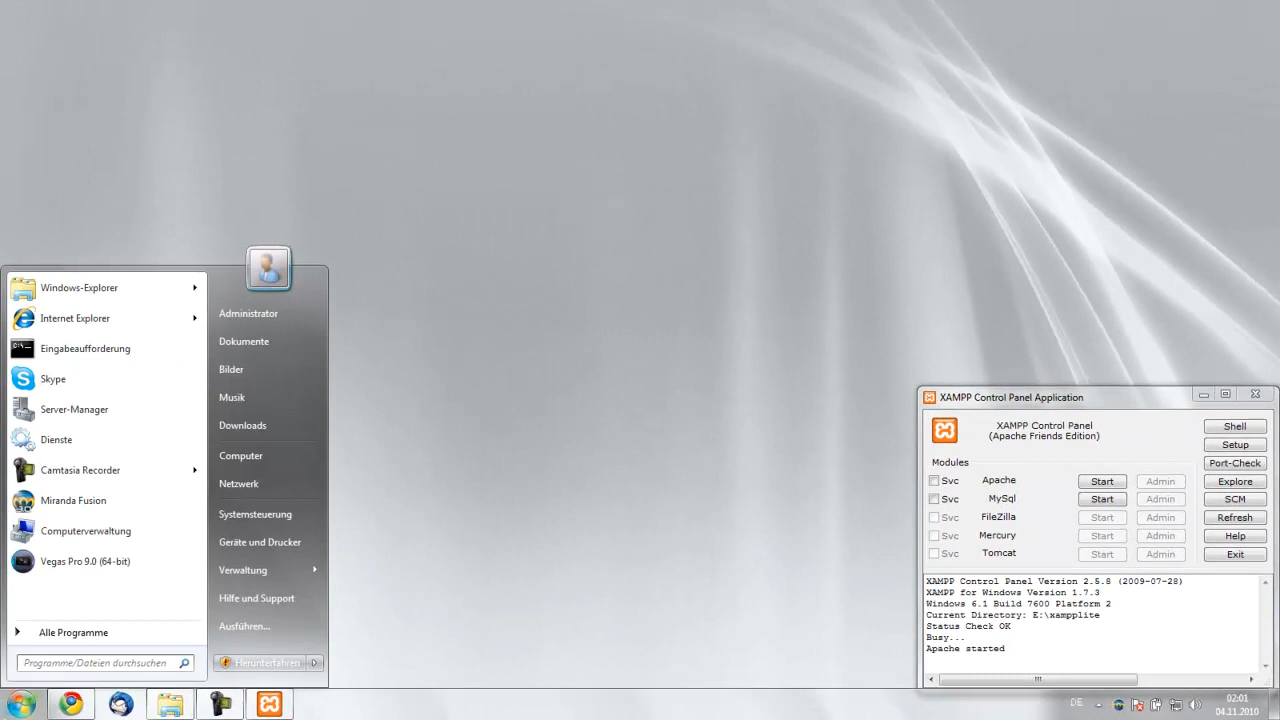 Windows-Explorer
Internet Explorer
Eingabeaufforderung
Skype
Server-Manager
Dienste
Camtasia Recorder
Miranda Fusion
Computerverwaltung
Vegas Pro 9.0 (64-bit)
Alle Programme
Programme/Dateien durchsuchen
Administrator
Dokumente
Bilder
Musik
Downloads
Computer
Netzwerk
Systemsteuerung
Geräte und Drucker
Verwaltung
Hilfe und Support
Ausführen...
Herunterfahren
XAMPP Control Panel Application
XAMPP Control Panel
(Apache Friends Edition)
Modules
Svc Apache Start Admin
Svc MySql Start Admin
Svc FileZilla Start Admin
Svc Mercury Start Admin
Svc Tomcat Start Admin
Shell
Setup
Port-Check
Explore
SCM
Refresh
Help
Exit
XAMPP Control Panel Version 2.5.8 (2009-07-28)
XAMPP for Windows Version 1.7.3
Windows 6.1 Build 7600 Platform 2
Current Directory: E:\xampplite
Status Check OK
Busy...
Apache started
DE
02:01
04.11.2010